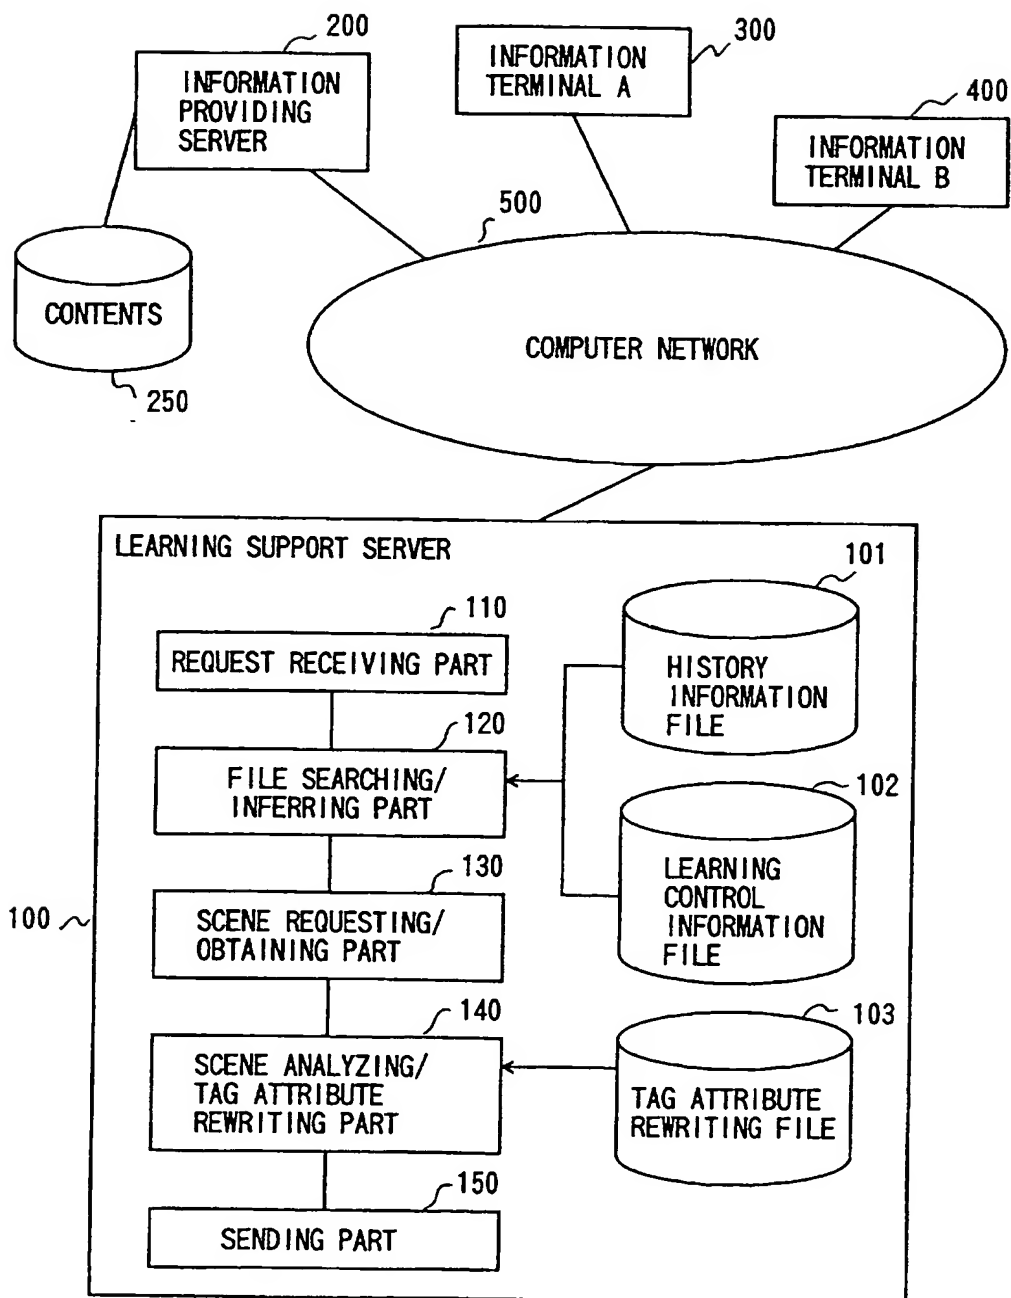 200
INFORMATION
PROVIDING
SERVER
300
INFORMATION
TERMINAL A
400
INFORMATION
TERMINAL B
500
CONTENTS
250
COMPUTER NETWORK
LEARNING SUPPORT SERVER
100
110
REQUEST RECEIVING PART
120
FILE SEARCHING/
INFERRING PART
130
SCENE REQUESTING/
OBTAINING PART
140
SCENE ANALYZING/
TAG ATTRIBUTE
REWRITING PART
150
SENDING PART
101
HISTORY
INFORMATION
FILE
102
LEARNING
CONTROL
INFORMATION
FILE
103
TAG ATTRIBUTE
REWRITING FILE